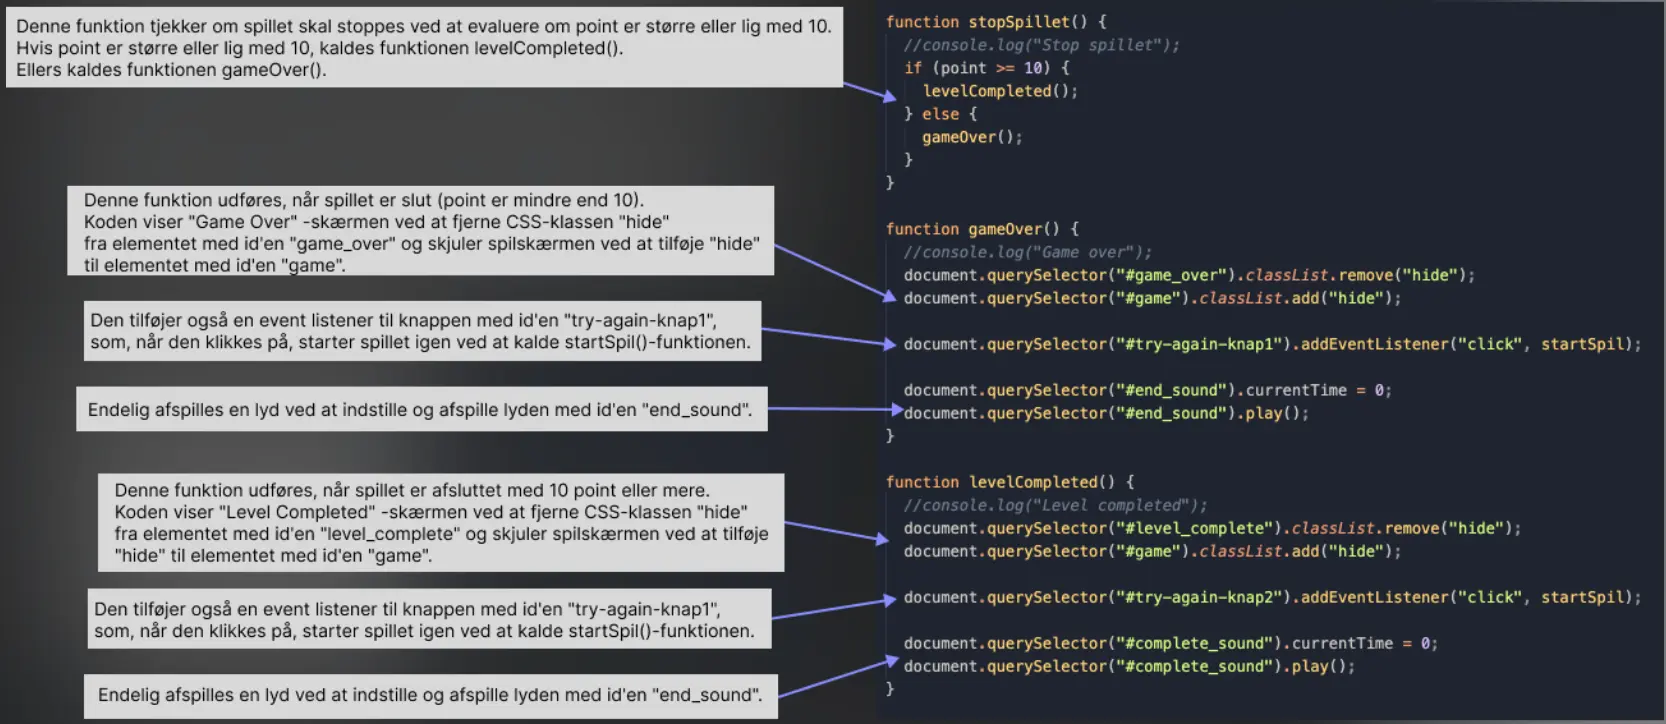 Denne funktion tjekker om spillet skal stoppes ved at evaluere om point er større eller lig med 10.
Hvis point er større eller lig med 10, kaldes funktionen levelCompleted().
Ellers kaldes funktionen gameOver().
function stopSpillet() {
//console.log("Stop spillet");
if (point >= 10) {
levelCompleted();
} else {
gameOver();
}
}
Denne funktion udføres, når spillet er slut (point er mindre end 10).
Koden viser "Game Over" -skærmen ved at fjerne CSS-klassen "hide"
fra elementet med id'en "game_over" og skjuler spilskærmen ved at tilføje "hide"
til elementet med id'en "game".
Den tilføjer også en event listener til knappen med id'en "try-again-knap1",
som, når den klikkes på, starter spillet igen ved at kalde startSpil()-funktionen.
Endelig afspilles en lyd ved at indstille og afspille lyden med id'en "end_sound".
function gameOver() {
//console.log("Game over");
document.querySelector("#game_over").classList.remove("hide");
document.querySelector("#game").classList.add("hide");
document.querySelector("#try-again-knap1").addEventListener("click", startSpil);
document.querySelector("#end_sound").currentTime = 0;
document.querySelector("#end_sound").play();
}
Denne funktion udføres, når spillet er afsluttet med 10 point eller mere.
Koden viser "Level Completed" -skærmen ved at fjerne CSS-klassen "hide"
fra elementet med id'en "level_complete" og skjuler spilskærmen ved at tilføje
"hide" til elementet med id'en "game".
Den tilføjer også en event listener til knappen med id'en "try-again-knap1",
som, når den klikkes på, starter spillet igen ved at kalde startSpil()-funktionen.
Endelig afspilles en lyd ved at indstille og afspille lyden med id'en "end_sound".
function levelCompleted() {
//console.log("Level completed");
document.querySelector("#level_complete").classList.remove("hide");
document.querySelector("#game").classList.add("hide");
document.querySelector("#try-again-knap2").addEventListener("click", startSpil);
document.querySelector("#complete_sound").currentTime = 0;
document.querySelector("#complete_sound").play();
}